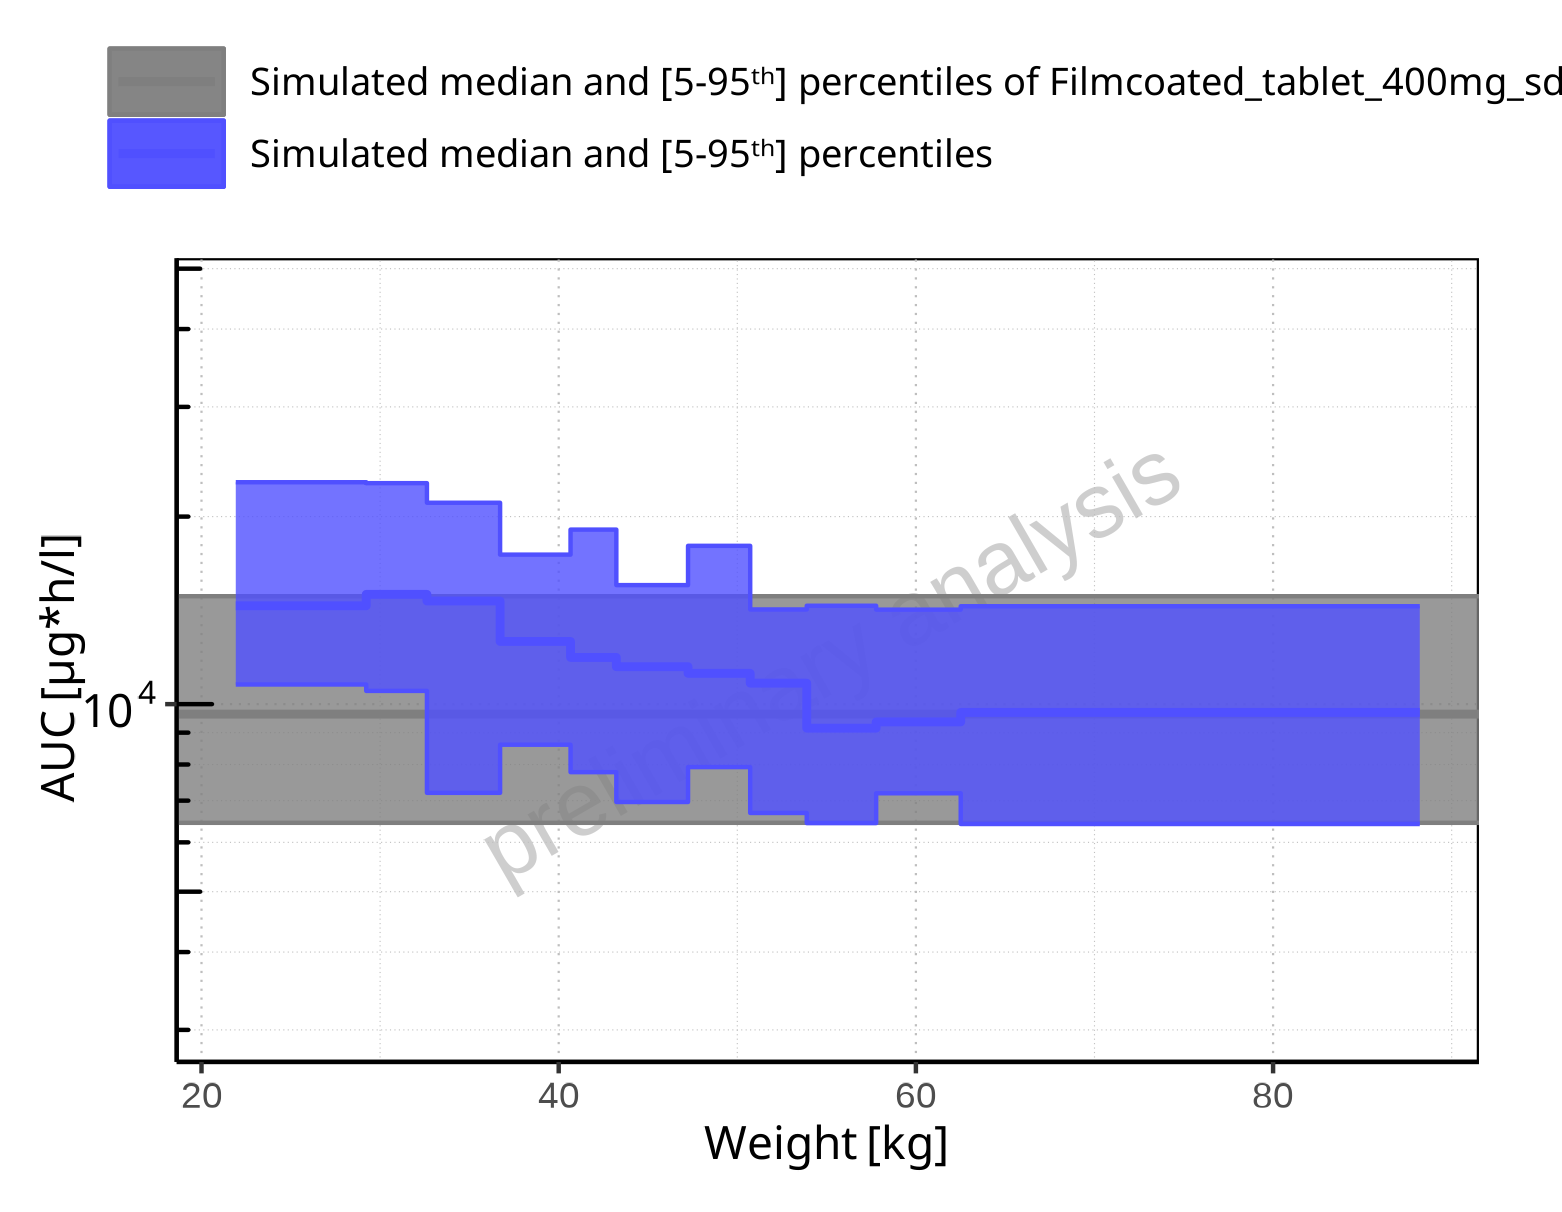 Simulated median and [5-95ᵗʰ] percentiles of Filmcoated_tablet_400mg_sd
Simulated median and [5-95ᵗʰ] percentiles
AUC [µg*h/l]
10⁴
preliminary analysis
20 40 60 80
Weight [kg]